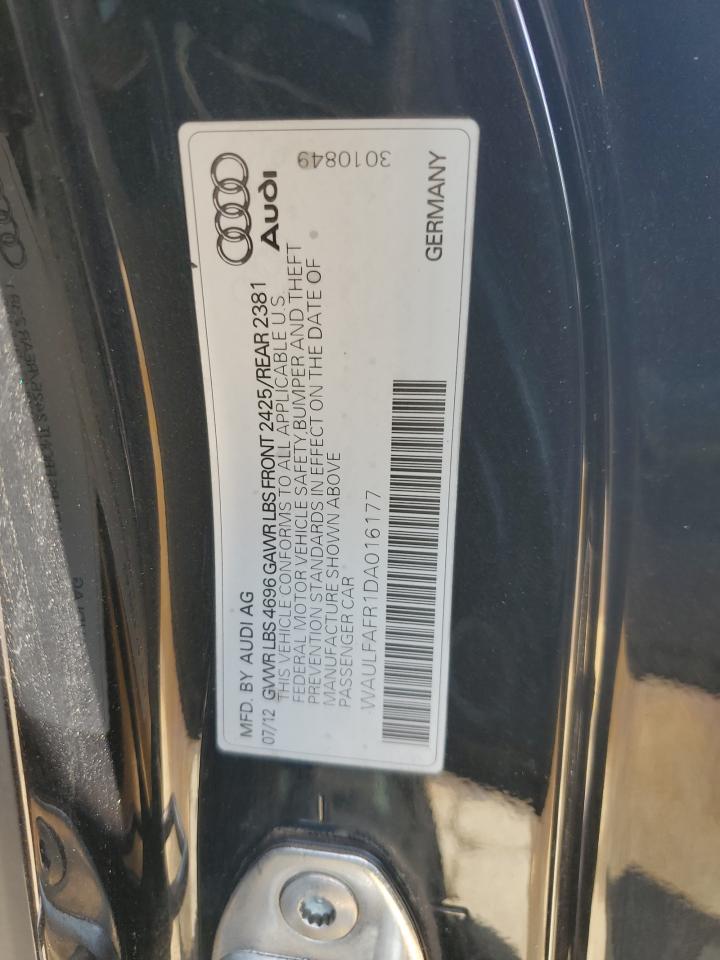 MFD. BY AUDI AG
Audi
07/12 GVWR LBS 4696 GAWR LBS FRONT 2425/REAR 2381
THIS VEHICLE CONFORMS TO ALL APPLICABLE U.S.
FEDERAL MOTOR VEHICLE SAFETY, BUMPER AND THEFT
PREVENTION STANDARDS IN EFFECT ON THE DATE OF
MANUFACTURE SHOWN ABOVE
PASSENGER CAR
WAULFAFR1DA016177
3010849
GERMANY